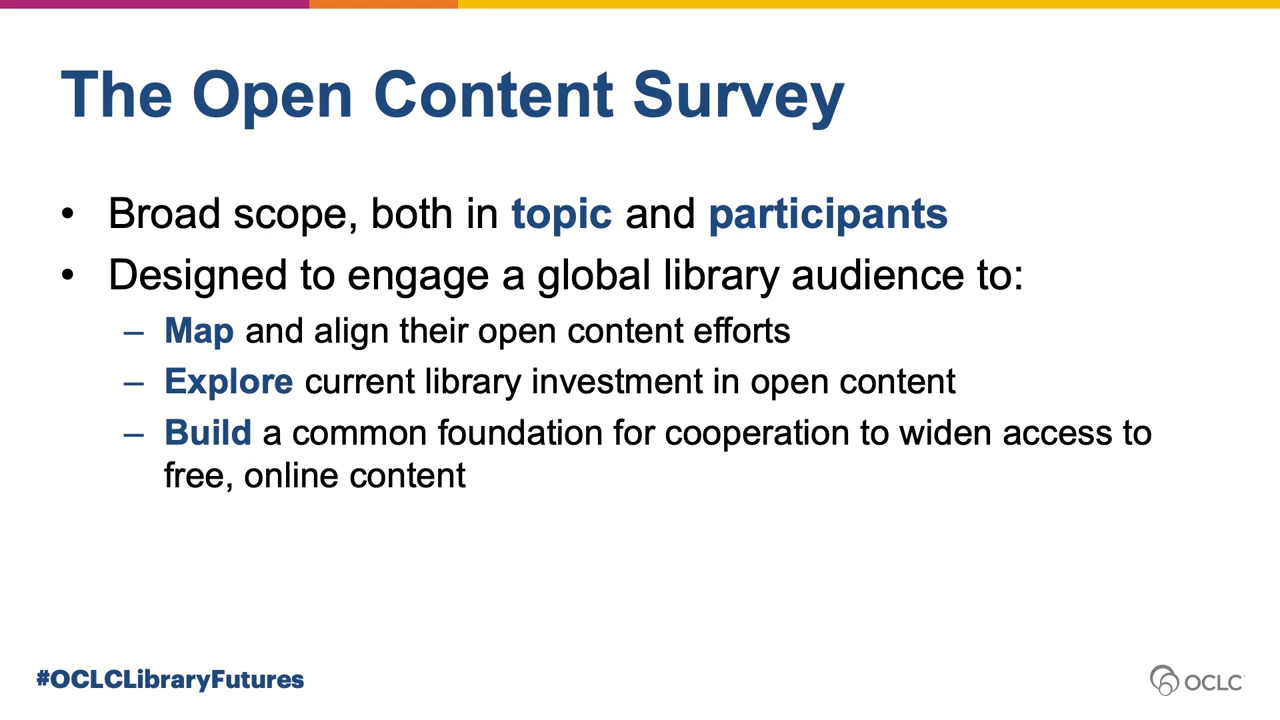 The Open Content Survey
• Broad scope, both in topic and participants
• Designed to engage a global library audience to:
– Map and align their open content efforts
– Explore current library investment in open content
– Build a common foundation for cooperation to widen access to
free, online content
#OCLCLibraryFutures
OCLC